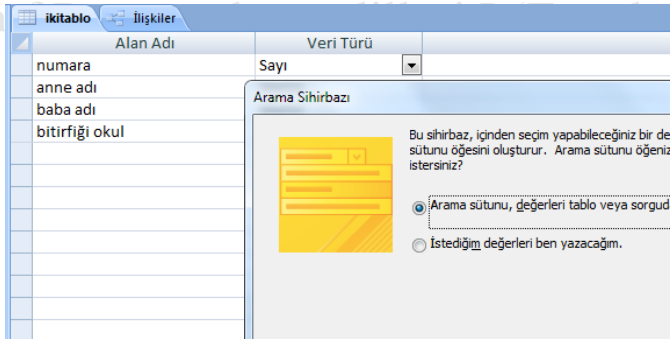 ikitablo İlişkiler
Alan Adı Veri Türü
numara Sayı
anne adı
baba adı
bitirfiği okul
Arama Sihirbazı
Bu sihirbaz, içinden seçim yapabileceğiniz bir de
sütunu öğesini oluşturur. Arama sütunu öğeniz
istersiniz?
Arama sütunu, değerleri tablo veya sorguda
İstediğim değerleri ben yazacağım.